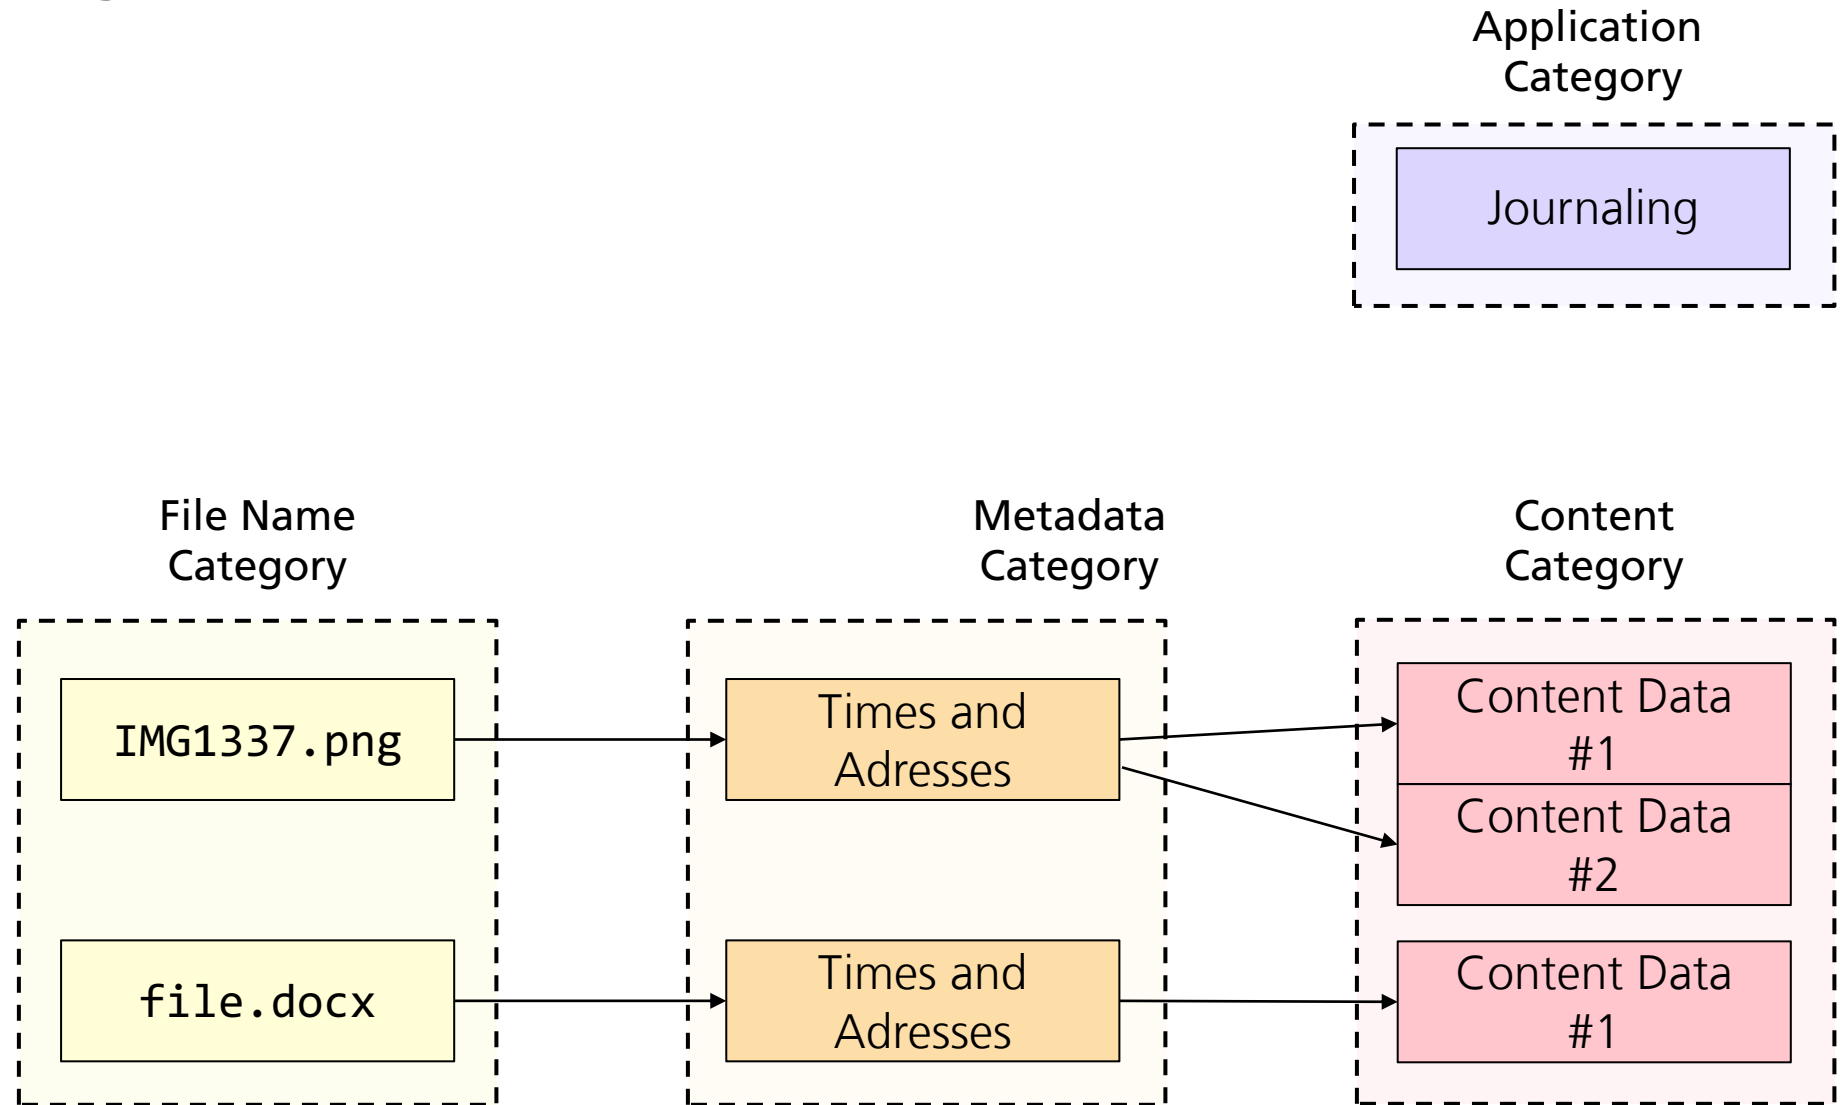 Application
Category
Journaling
File Name
Category
Metadata
Category
Content
Category
IMG1337.png
Times and
Adresses
Content Data
#1
Content Data
#2
file.docx
Times and
Adresses
Content Data
#1